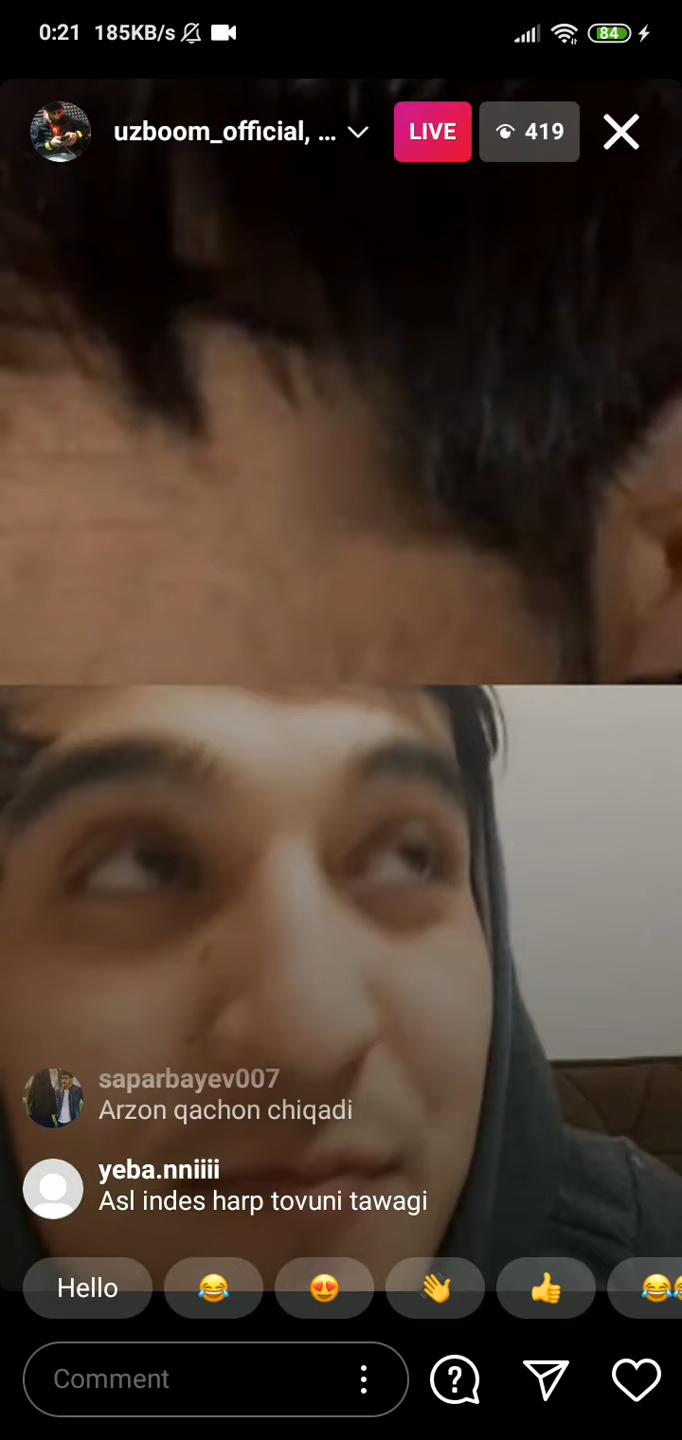 0:21 185KB/s 84
uzboom_official, ... LIVE 419
saparbayev007
Arzon qachon chiqadi
yeba.nniiii
Asl indes harp tovuni tawagi
Hello
Comment